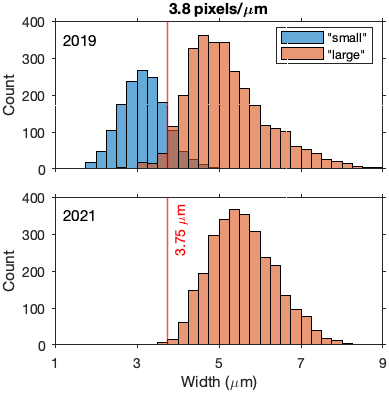 3.8 pixels/μm
400
300
200
100
0
Count
2019
"small"
"large"
400
300
200
100
0
Count
2021
3.75 μm
1
3
5
7
9
Width (μm)